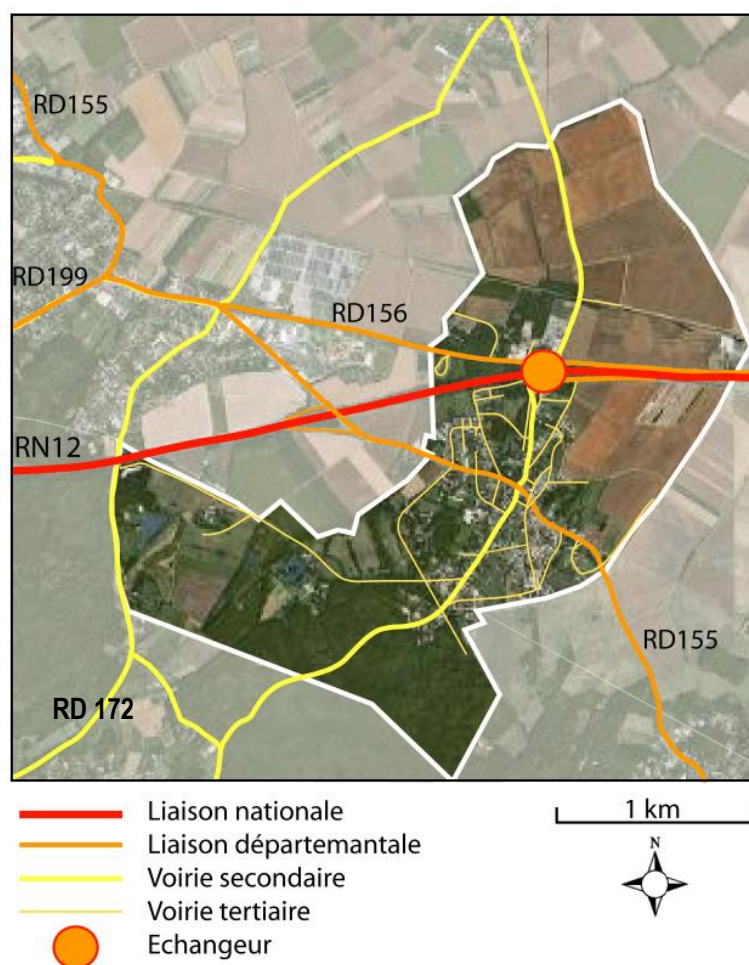 RD155
RD199
RD156
RN12
RD155
RD 172
Liaison nationale
Liaison départemantale
Voirie secondaire
Voirie tertiaire
Echangeur
1 km
N